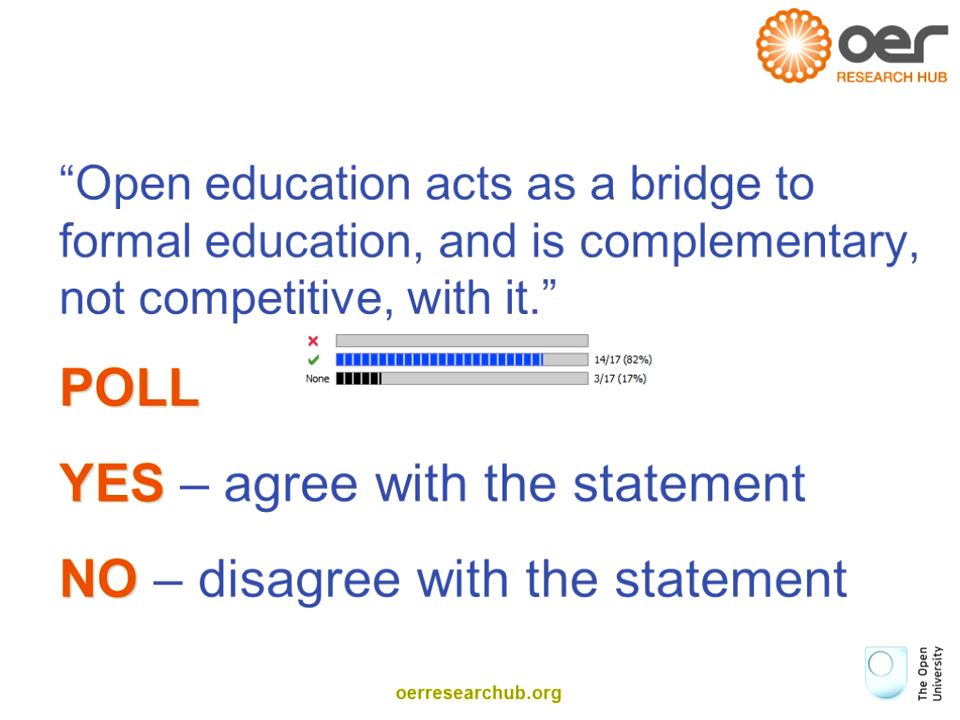 oer
RESEARCH HUB
“Open education acts as a bridge to
formal education, and is complementary,
not competitive, with it.”
14/17 (82%)
None 3/17 (17%)
POLL
YES – agree with the statement
NO – disagree with the statement
The Open
University
oerresearchub.org